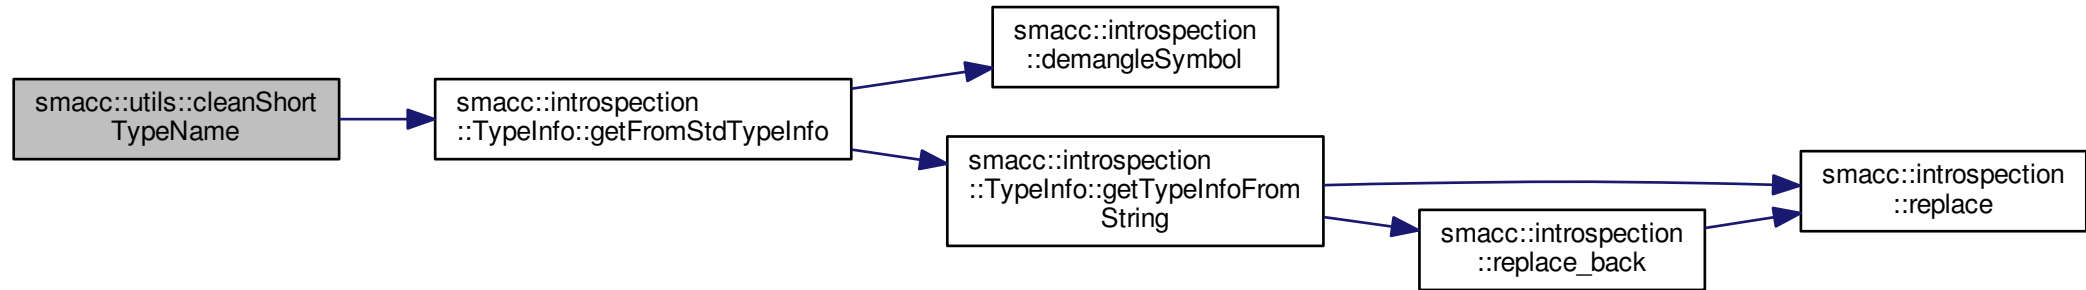 smacc::utils::cleanShort
TypeName
smacc::introspection
::TypeInfo::getFromStdTypeInfo
smacc::introspection
::demangleSymbol
smacc::introspection
::TypeInfo::getTypeInfoFrom
String
smacc::introspection
::replace_back
smacc::introspection
::replace